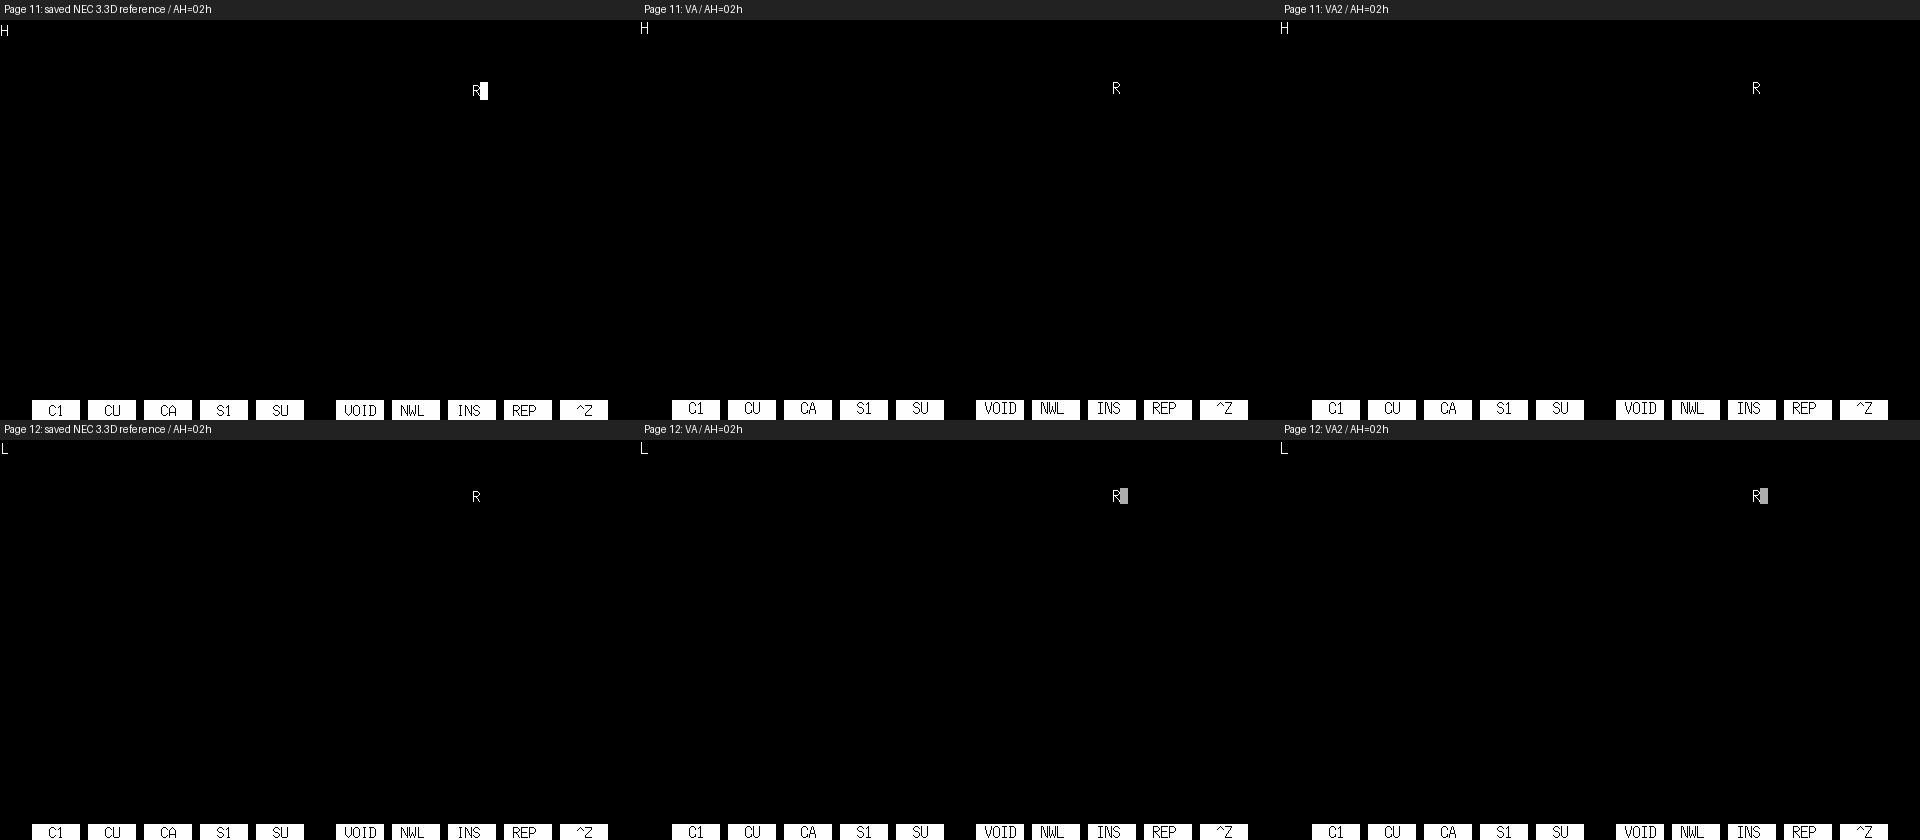 Page 11: saved NEC 3.3D reference / AH=02h Page 11: VA / AH=02h Page 11: VA2 / AH=02h
H H H
R R R
C1 CU CA S1 SU VOID NWL INS REP ^Z C1 CU CA S1 SU VOID NWL INS REP ^Z C1 CU CA S1 SU VOID NWL INS REP ^Z
Page 12: saved NEC 3.3D reference / AH=02h Page 12: VA / AH=02h Page 12: VA2 / AH=02h
L L L
R R R
C1 CU CA S1 SU VOID NWL INS REP ^Z C1 CU CA S1 SU VOID NWL INS REP ^Z C1 CU CA S1 SU VOID NWL INS REP ^Z